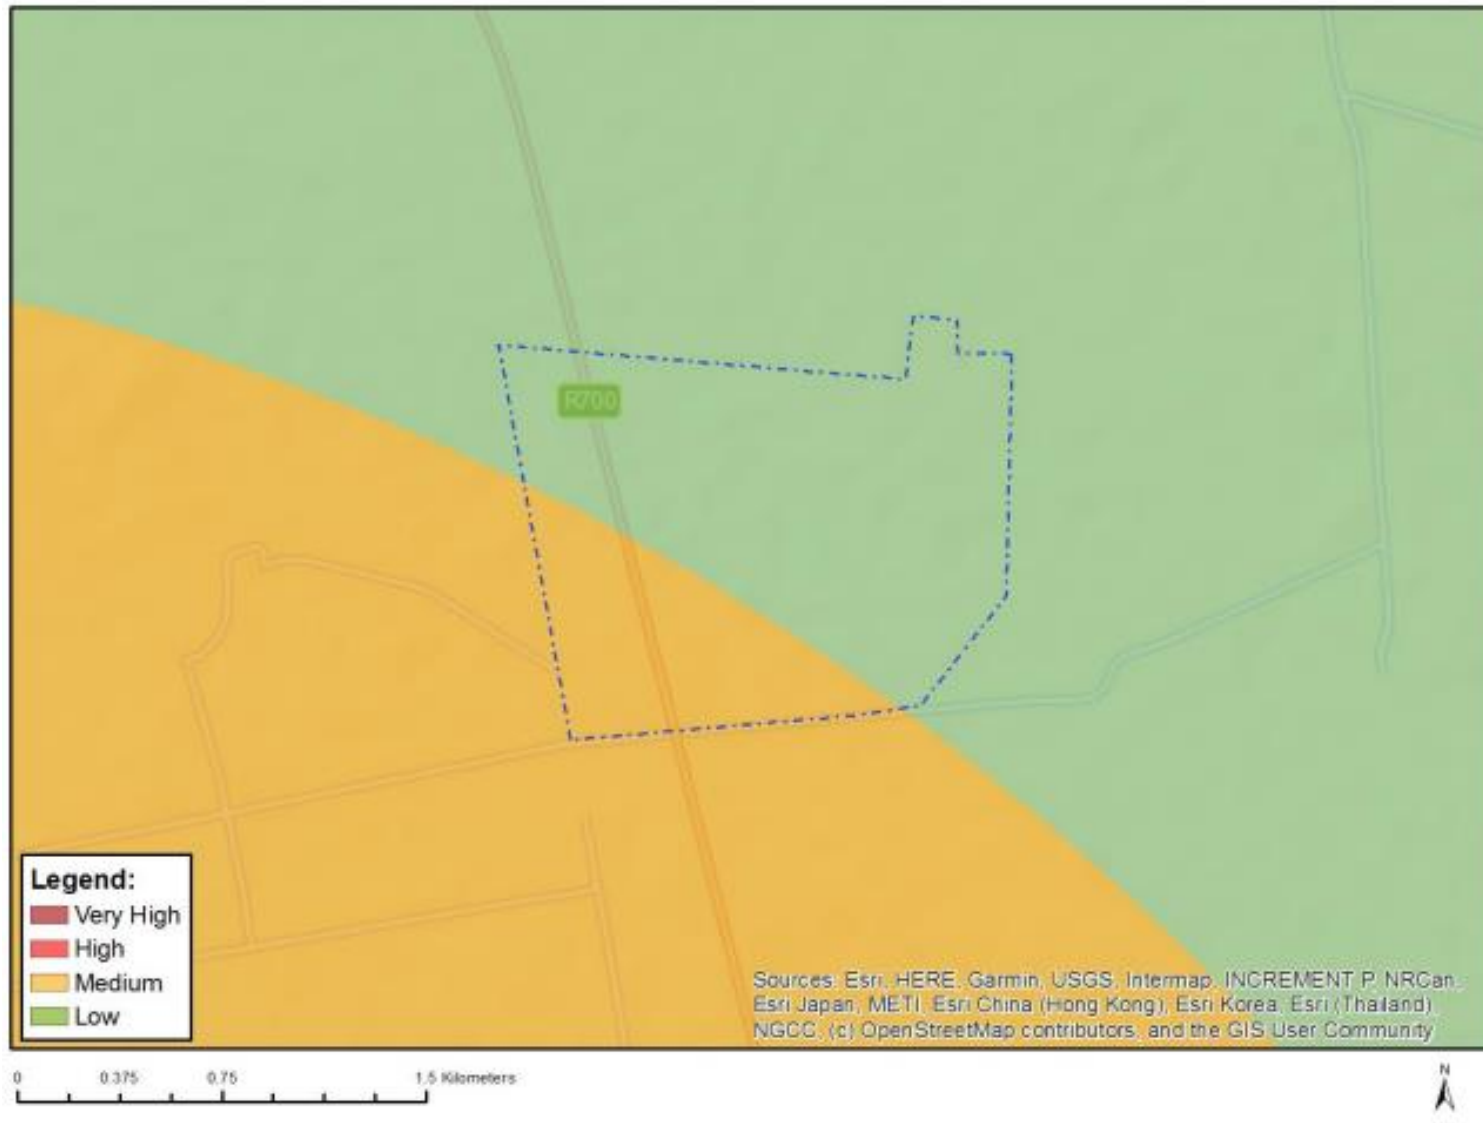 R700
Legend:
Very High
High
Medium
Low
Sources: Esri, HERE, Garmin, USGS, Intermap, INCREMENT P, NRCan,
Esri Japan, METI, Esri China (Hong Kong), Esri Korea, Esri (Thailand),
NGCC, (c) OpenStreetMap contributors, and the GIS User Community
0 0.375 0.75 1.5 Kilometers
N